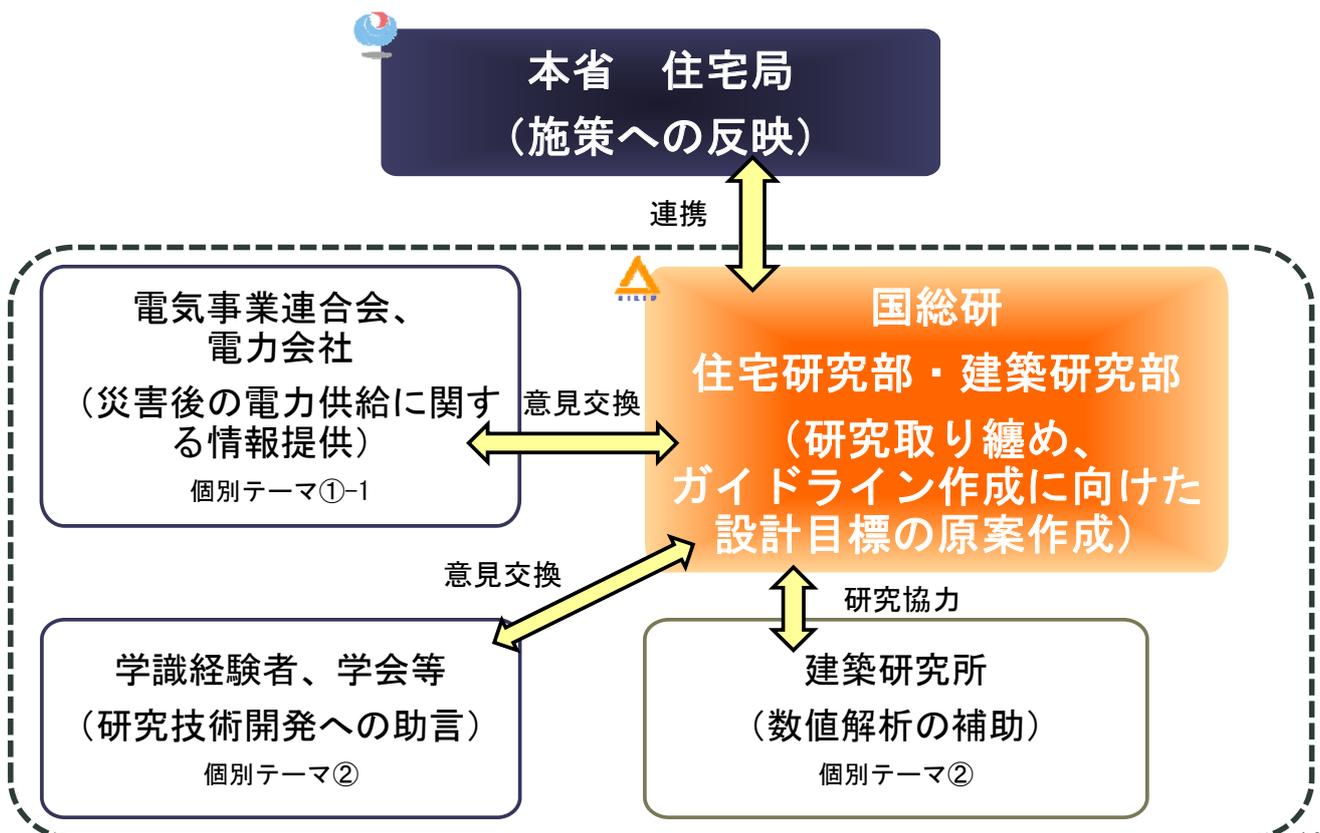 本省　住宅局
（施策への反映）
連携
電気事業連合会、
電力会社
（災害後の電力供給に関す
る情報提供）
個別テーマ①-1
意見交換
国総研
住宅研究部・建築研究部
（研究取り纏め、
ガイドライン作成に向けた
設計目標の原案作成）
意見交換
研究協力
学識経験者、学会等
（研究技術開発への助言）
個別テーマ②
建築研究所
（数値解析の補助）
個別テーマ②